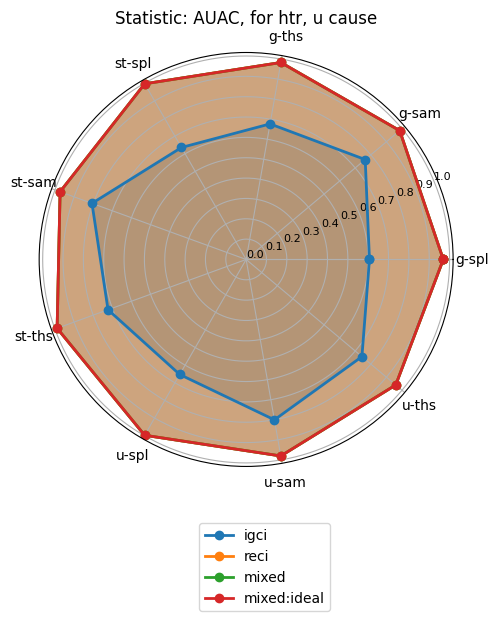 Statistic: AUAC, for htr, u cause
g-ths
st-spl
g-sam
st-sam
1.0
0.9
0.8
0.7
0.6
0.5
0.4
0.3
0.2
0.1
0.0
g-spl
st-ths
u-ths
u-spl
u-sam
igci
reci
mixed
mixed:ideal